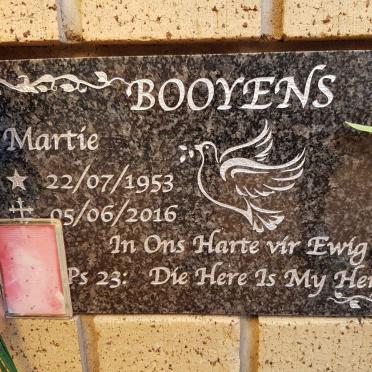 BOOYENS
Martie
22/07/1953
05/06/2016
In Ons Harte vir Ewig
Ps 23: Die Here Is My